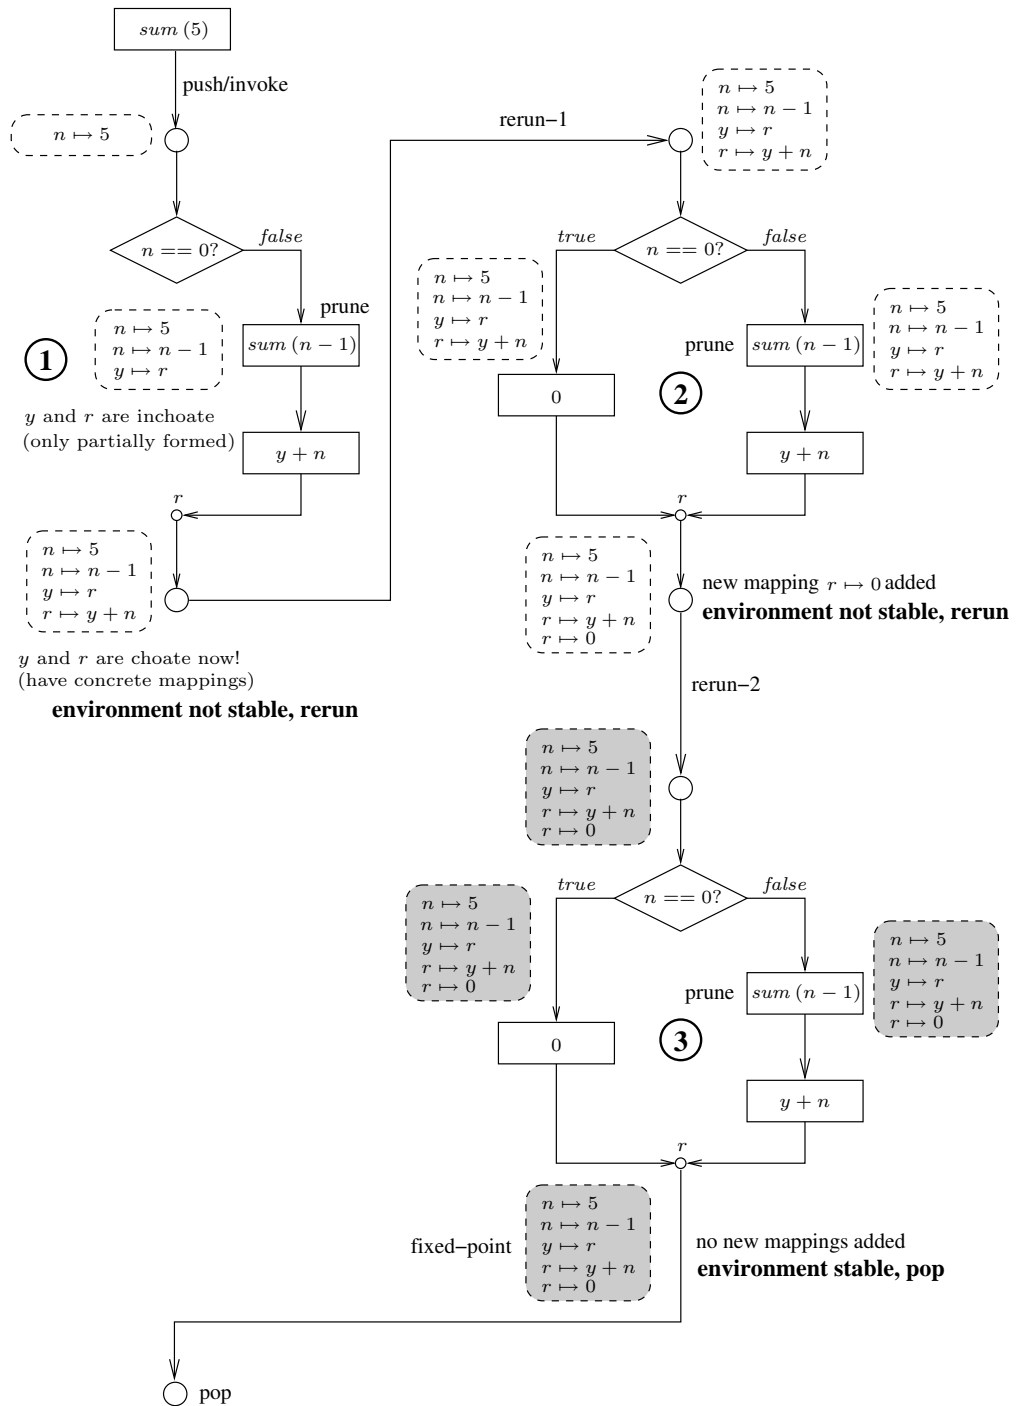 sum (5)
push/invoke
n ↦ 5
n == 0?
false
prune
n ↦ 5
n ↦ n − 1
y ↦ r
sum (n − 1)
1
y and r are inchoate
(only partially formed)
y + n
r
n ↦ 5
n ↦ n − 1
y ↦ r
r ↦ y + n
y and r are choate now!
(have concrete mappings)
environment not stable, rerun
rerun−1
n ↦ 5
n ↦ n − 1
y ↦ r
r ↦ y + n
true
n == 0?
false
n ↦ 5
n ↦ n − 1
y ↦ r
r ↦ y + n
prune
sum (n − 1)
n ↦ 5
n ↦ n − 1
y ↦ r
r ↦ y + n
0
2
y + n
r
n ↦ 5
n ↦ n − 1
y ↦ r
r ↦ y + n
r ↦ 0
new mapping r ↦ 0 added
environment not stable, rerun
rerun−2
n ↦ 5
n ↦ n − 1
y ↦ r
r ↦ y + n
r ↦ 0
true
n == 0?
false
n ↦ 5
n ↦ n − 1
y ↦ r
r ↦ y + n
r ↦ 0
prune
sum (n − 1)
n ↦ 5
n ↦ n − 1
y ↦ r
r ↦ y + n
r ↦ 0
0
3
y + n
r
fixed−point
n ↦ 5
n ↦ n − 1
y ↦ r
r ↦ y + n
r ↦ 0
no new mappings added
environment stable, pop
pop